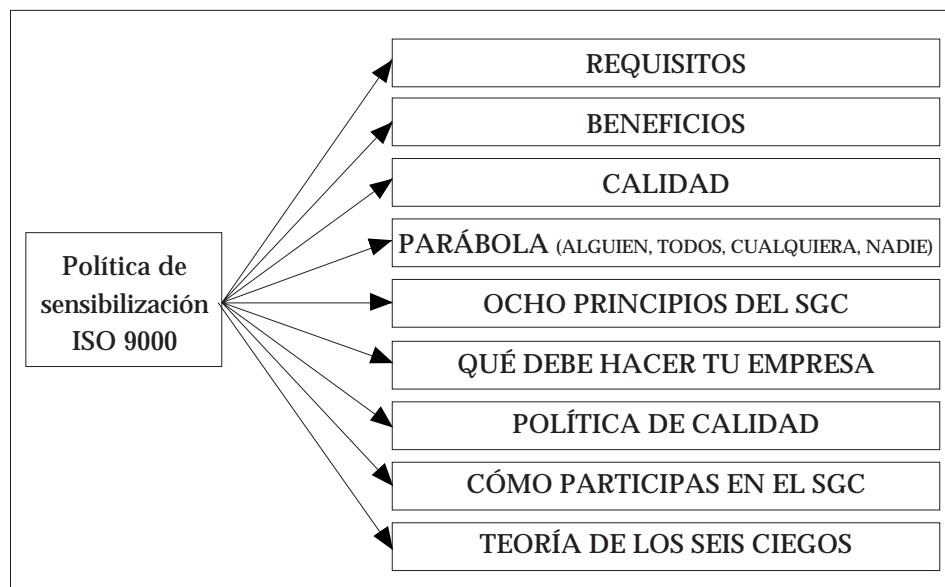 REQUISITOS
BENEFICIOS
CALIDAD
PARÁBOLA (ALGUIEN, TODOS, CUALQUIERA, NADIE)
Política de
sensibilización
ISO 9000
OCHO PRINCIPIOS DEL SGC
QUÉ DEBE HACER TU EMPRESA
POLÍTICA DE CALIDAD
CÓMO PARTICIPAS EN EL SGC
TEORÍA DE LOS SEIS CIEGOS